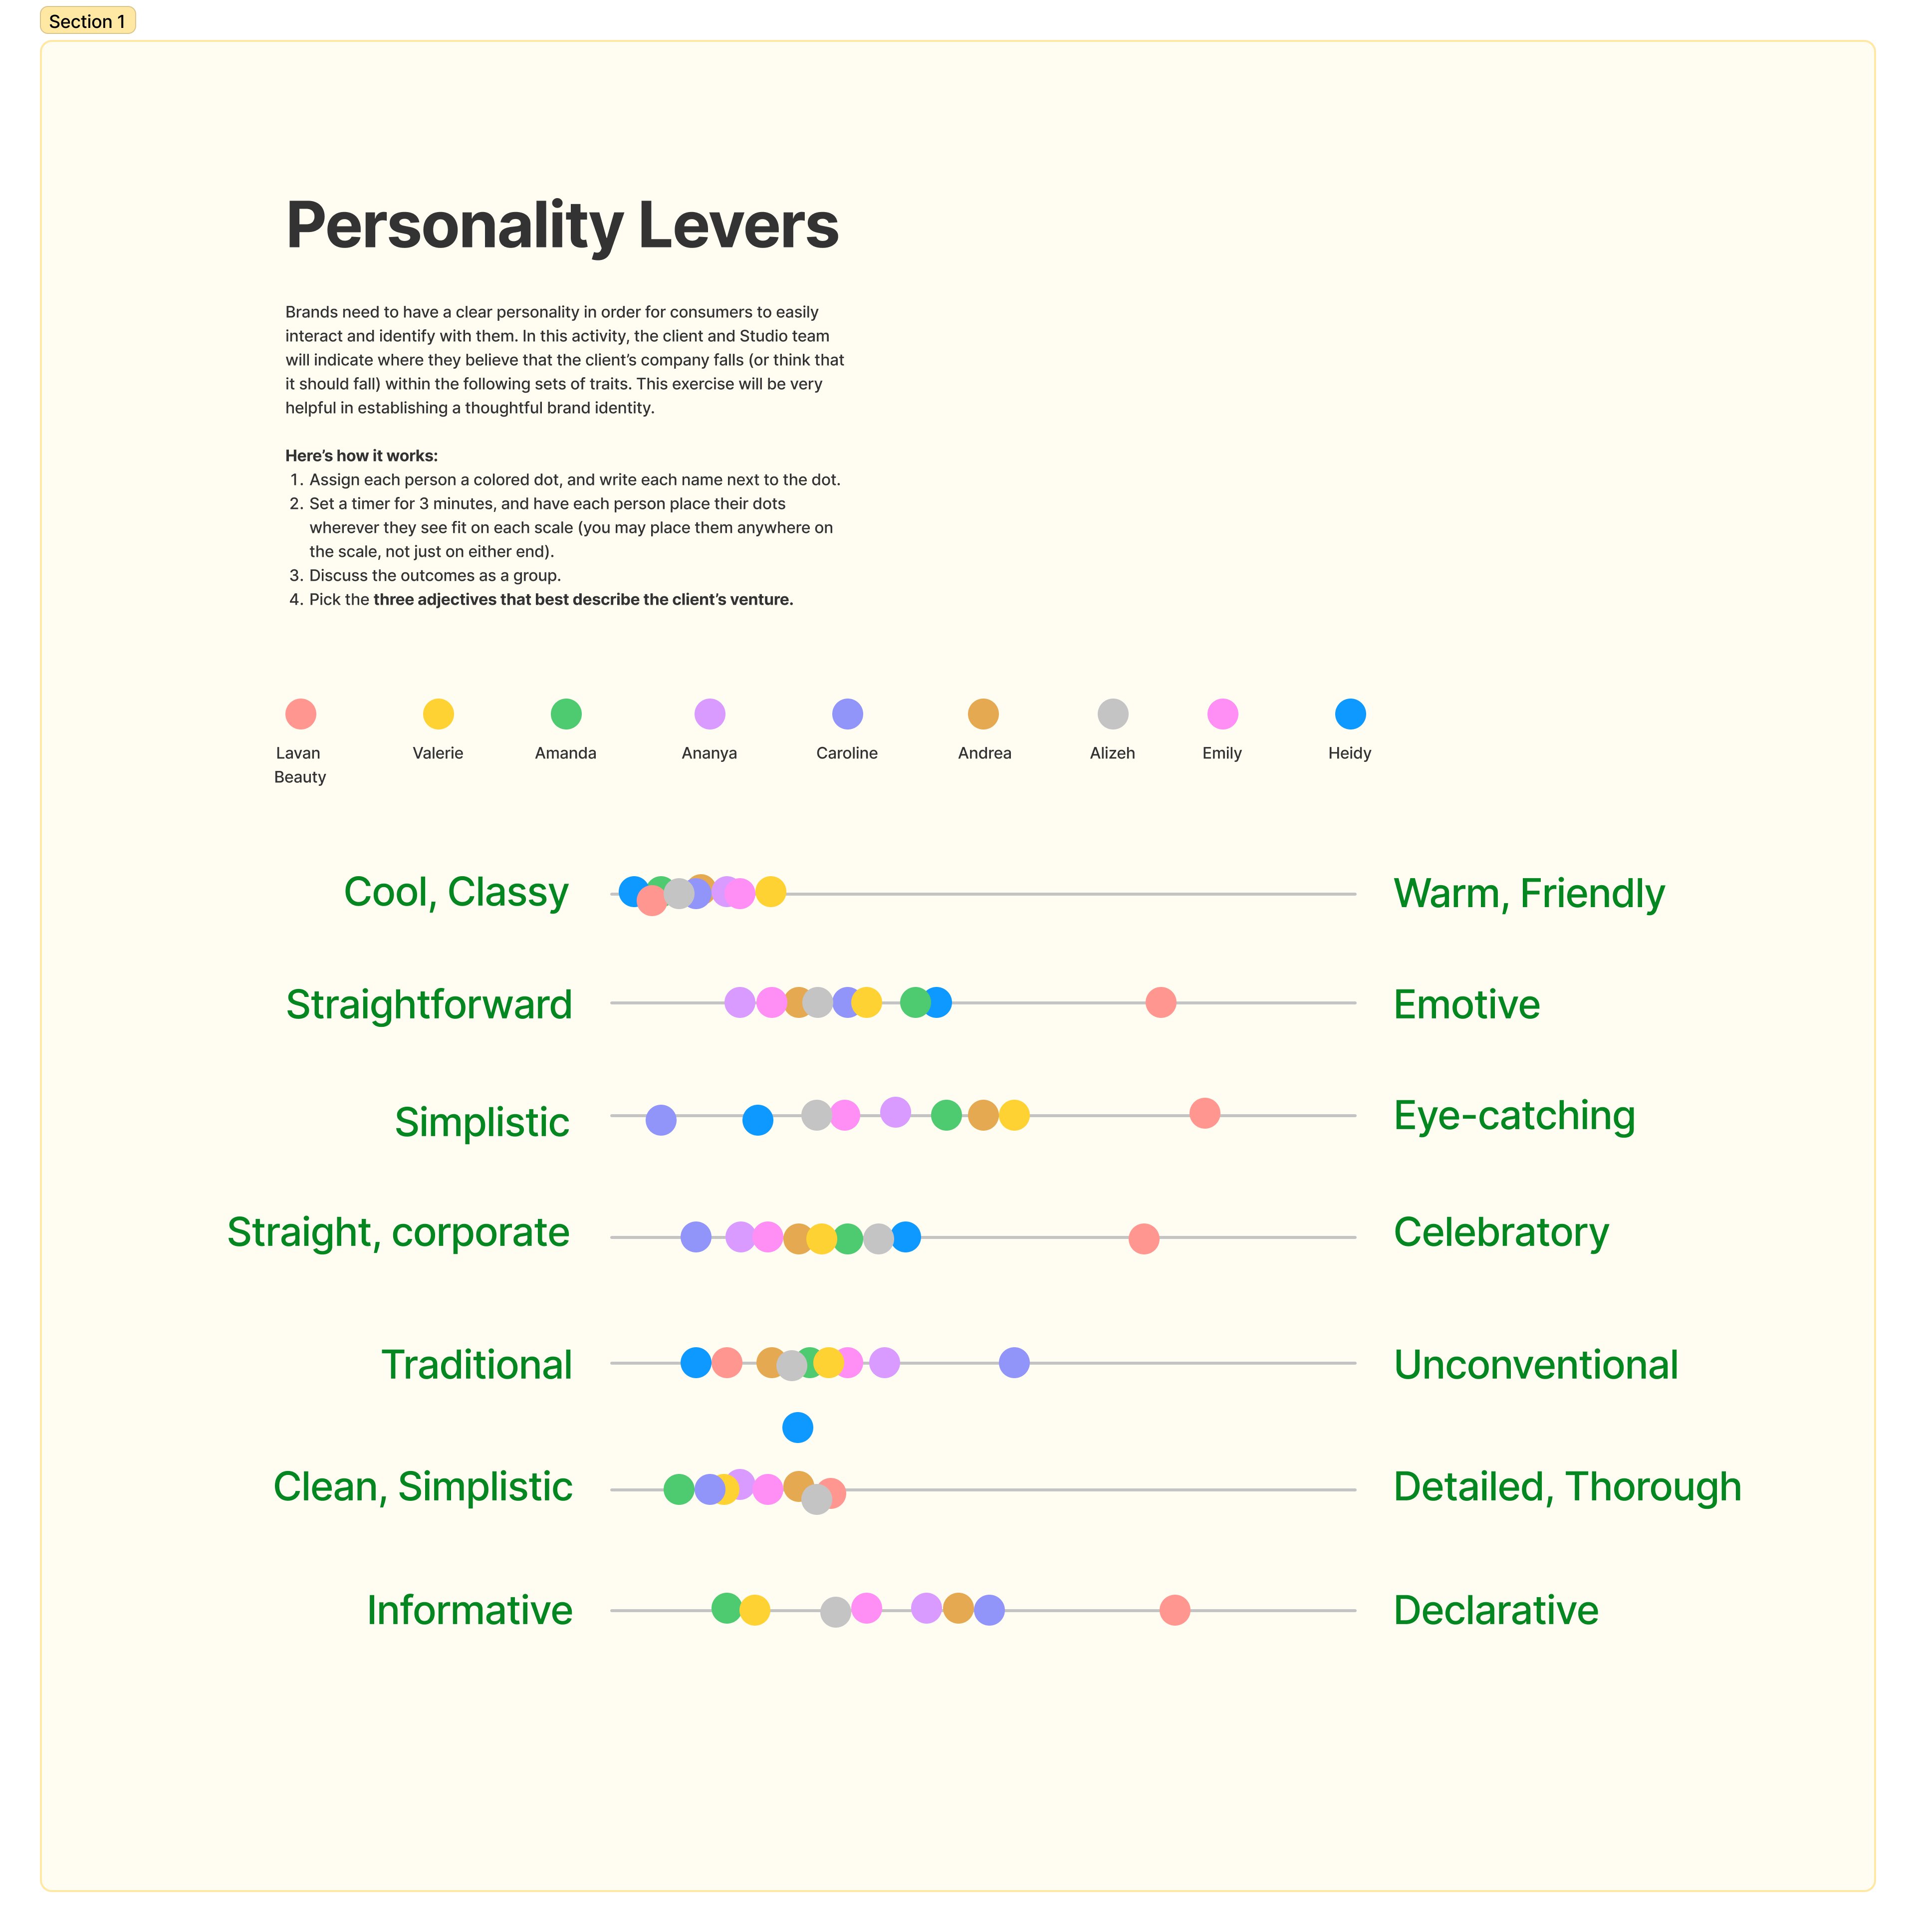 Section 1
Personality Levers
Brands need to have a clear personality in order for consumers to easily
interact and identify with them. In this activity, the client and Studio team
will indicate where they believe that the client’s company falls (or think that
it should fall) within the following sets of traits. This exercise will be very
helpful in establishing a thoughtful brand identity.
Here’s how it works:
1. Assign each person a colored dot, and write each name next to the dot.
2. Set a timer for 3 minutes, and have each person place their dots
wherever they see fit on each scale (you may place them anywhere on
the scale, not just on either end).
3. Discuss the outcomes as a group.
4. Pick the three adjectives that best describe the client’s venture.
Lavan
Beauty
Valerie
Amanda
Ananya
Caroline
Andrea
Alizeh
Emily
Heidy
Cool, Classy
Warm, Friendly
Straightforward
Emotive
Simplistic
Eye-catching
Straight, corporate
Celebratory
Traditional
Unconventional
Clean, Simplistic
Detailed, Thorough
Informative
Declarative